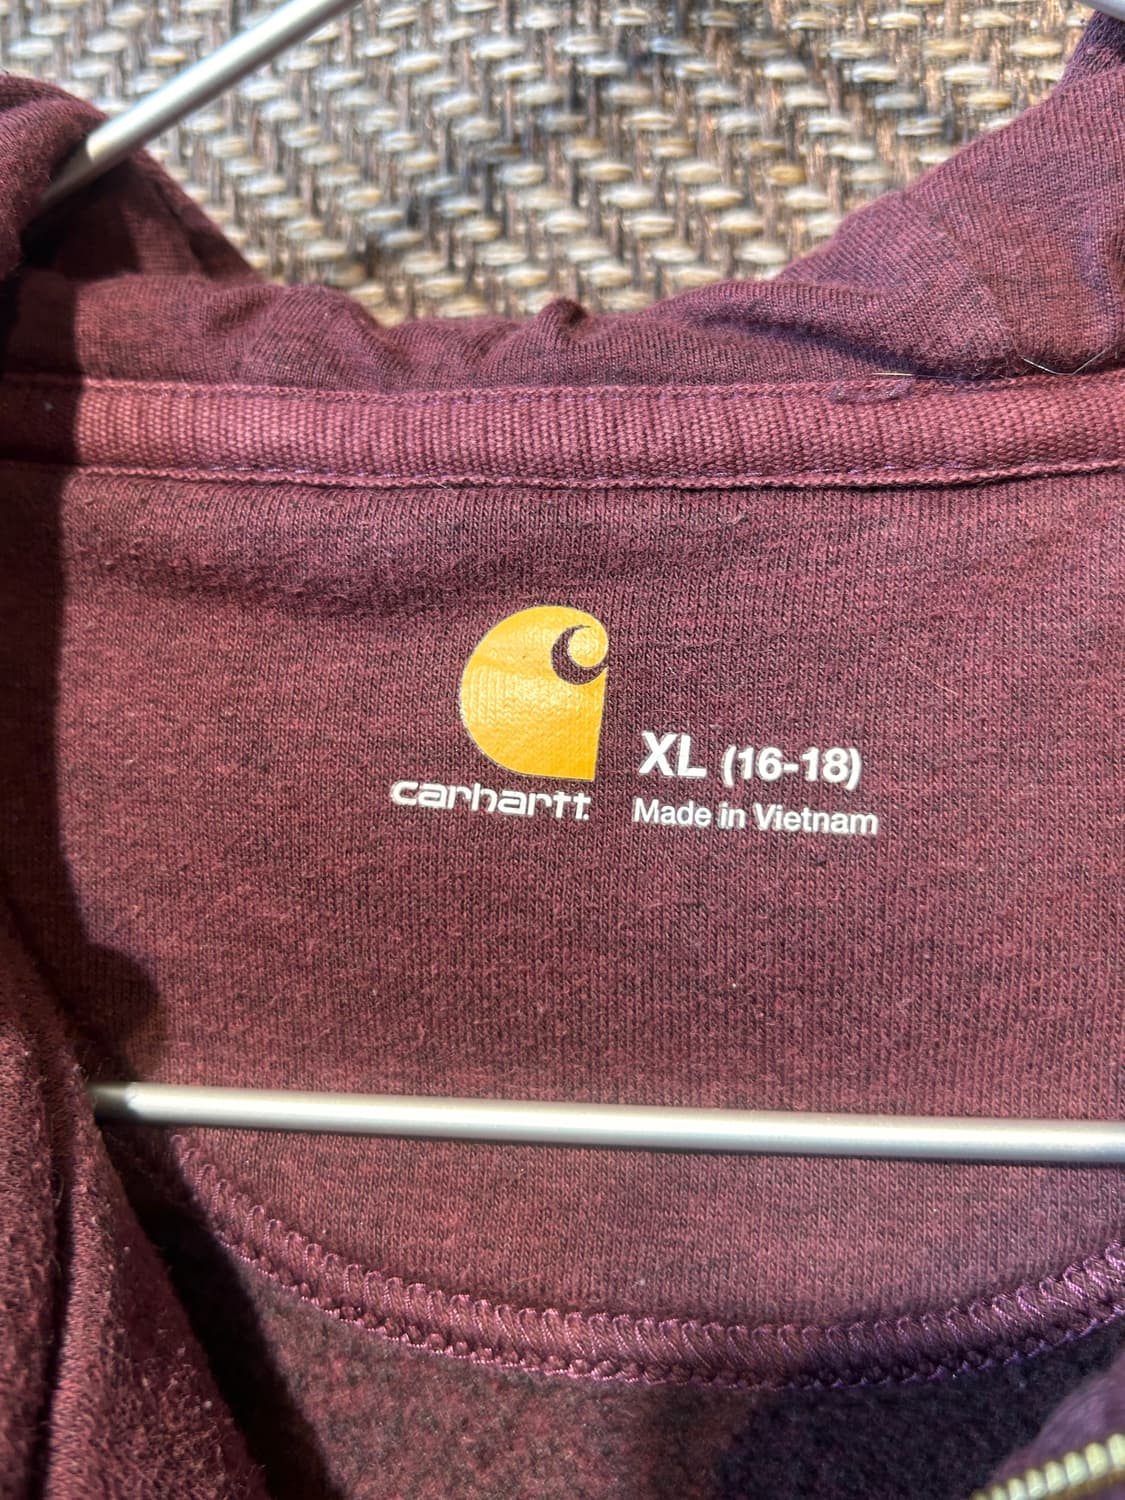 carhartt
XL (16-18)
Made in Vietnam